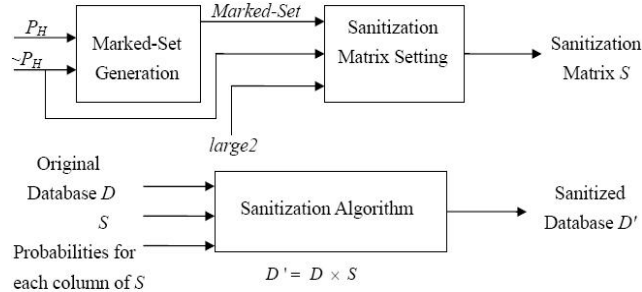 Marked-Set
P_H
~P_H
Marked-Set
Generation
Sanitization
Matrix Setting
Sanitization
Matrix S
large2
Original
Database D
S
Probabilities for
each column of S
Sanitization Algorithm
Sanitized
Database D'
D ' = D × S